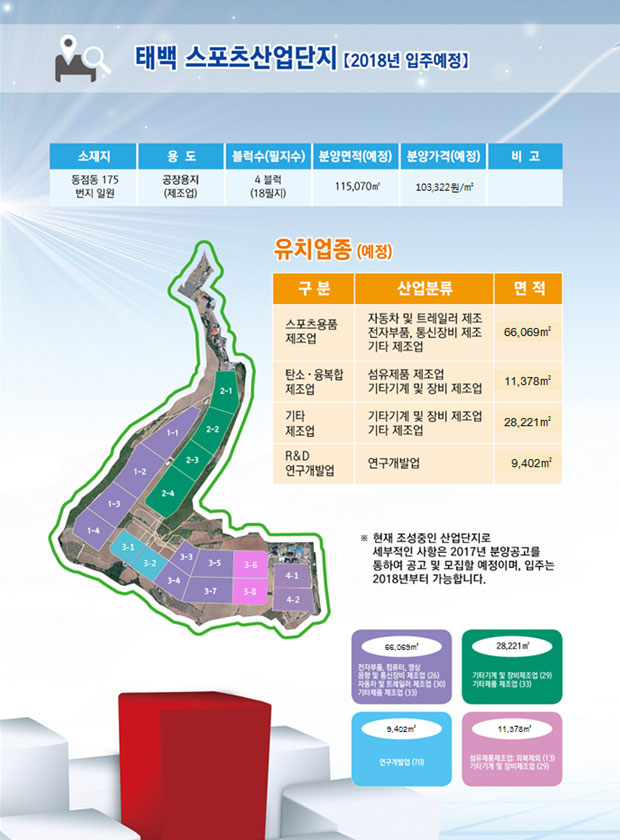 태백 스포츠산업단지 [2018년 입주예정]
소재지 용 도 블럭수(필지수) 분양면적(예정) 분양가격(예정) 비 고
동점동 175 번지 일원 공장용지 (제조업) 4 블럭 (18필지) 115,070㎡ 103,322원/㎡
유치업종 (예정)
구 분 산업분류 면 적
스포츠용품 제조업
자동차 및 트레일러 제조
전자부품, 통신장비 제조
기타 제조업
66,069㎡
탄소·융복합 제조업
섬유제품 제조업
기타기계 및 장비 제조업
11,378㎡
기타 제조업
기타기계 및 장비 제조업
기타 제조업
28,221㎡
R&D 연구개발업
연구개발업
9,402㎡
2-1
2-2
2-3
2-4
1-1
1-2
1-3
1-4
3-1
3-2
3-3
3-4
3-5
3-6
3-7
3-8
4-1
4-2
※ 현재 조성중인 산업단지로
세부적인 사항은 2017년 분양공고를
통하여 공고 및 모집할 예정이며, 입주는
2018년부터 가능합니다.
66,069㎡
전자부품, 컴퓨터, 영상
음향 및 통신장비 제조업 (26)
자동차 및 트레일러 제조업 (30)
기타제품 제조업 (33)
28,221㎡
기타기계 및 장비제조업 (29)
기타제품 제조업 (33)
9,402㎡
연구개발업 (70)
11,378㎡
섬유제품제조업: 의복제외 (13)
기타기계 및 장비제조업 (29)